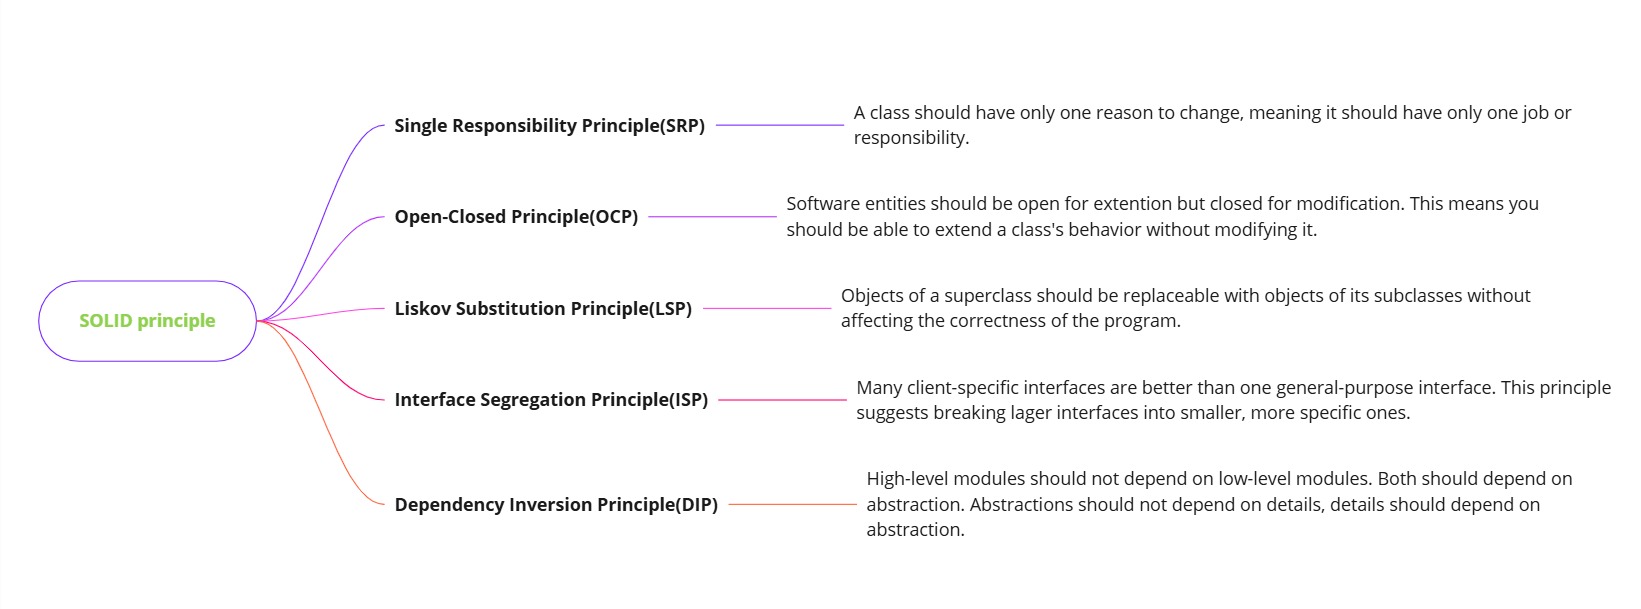 SOLID principle
Single Responsibility Principle(SRP)
A class should have only one reason to change, meaning it should have only one job or
responsibility.
Open-Closed Principle(OCP)
Software entities should be open for extention but closed for modification. This means you
should be able to extend a class's behavior without modifying it.
Liskov Substitution Principle(LSP)
Objects of a superclass should be replaceable with objects of its subclasses without
affecting the correctness of the program.
Interface Segregation Principle(ISP)
Many client-specific interfaces are better than one general-purpose interface. This principle
suggests breaking lager interfaces into smaller, more specific ones.
Dependency Inversion Principle(DIP)
High-level modules should not depend on low-level modules. Both should depend on
abstraction. Abstractions should not depend on details, details should depend on
abstraction.